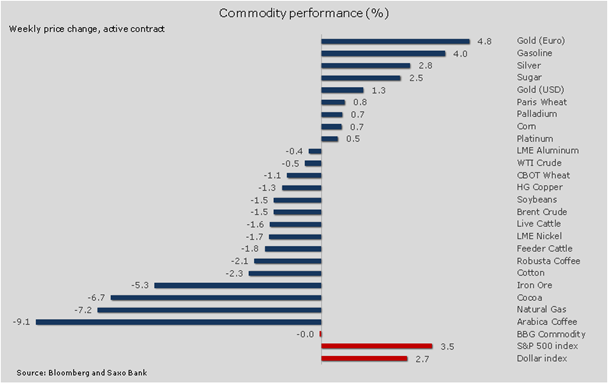 Commodity performance (%)
Weekly price change, active contract
4.8 Gold (Euro)
4.0 Gasoline
2.8 Silver
2.5 Sugar
1.3 Gold (USD)
0.8 Paris Wheat
0.7 Palladium
0.7 Corn
0.5 Platinum
-0.4 LME Aluminum
-0.5 WTI Crude
-1.1 CBOT Wheat
-1.3 HG Copper
-1.5 Soybeans
-1.5 Brent Crude
-1.6 Live Cattle
-1.7 LME Nickel
-1.8 Feeder Cattle
-2.1 Robusta Coffee
-2.3 Cotton
-5.3 Iron Ore
-6.7 Cocoa
-7.2 Natural Gas
-9.1 Arabica Coffee
-0.0 BBG Commodity
3.5 S&P 500 index
2.7 Dollar index
Source: Bloomberg and Saxo Bank